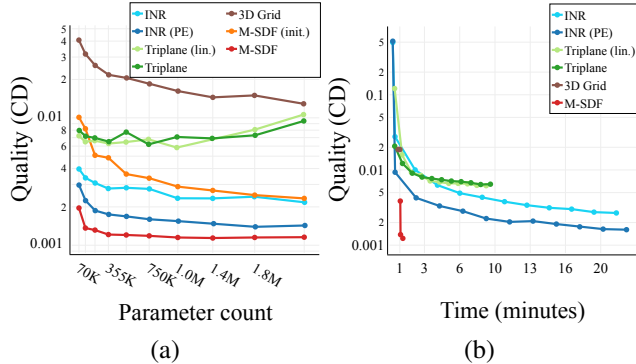 INR
INR (PE)
Triplane (lin.)
Triplane
3D Grid
M-SDF (init.)
M-SDF
Quality (CD)
5
4
3
2
0.01
8
6
5
4
3
2
0.001
70K
355K
750K
1.0M
1.4M
1.8M
Parameter count
(a)
INR
INR (PE)
Triplane (lin.)
Triplane
3D Grid
M-SDF
Quality (CD)
5
2
0.1
5
2
0.01
5
2
0.001
1
3
6
10
13
16
20
Time (minutes)
(b)